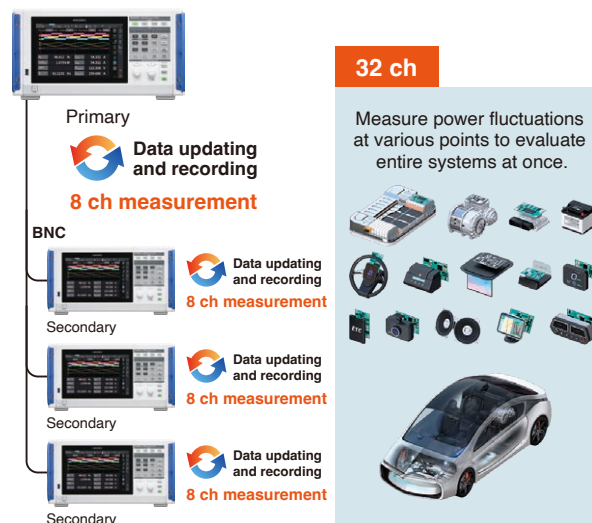 Primary
Data updating
and recording
8 ch measurement
BNC
Data updating
and recording
8 ch measurement
Secondary
Data updating
and recording
8 ch measurement
Secondary
Data updating
and recording
8 ch measurement
Secondary
32 ch
Measure power fluctuations
at various points to evaluate
entire systems at once.
ETC